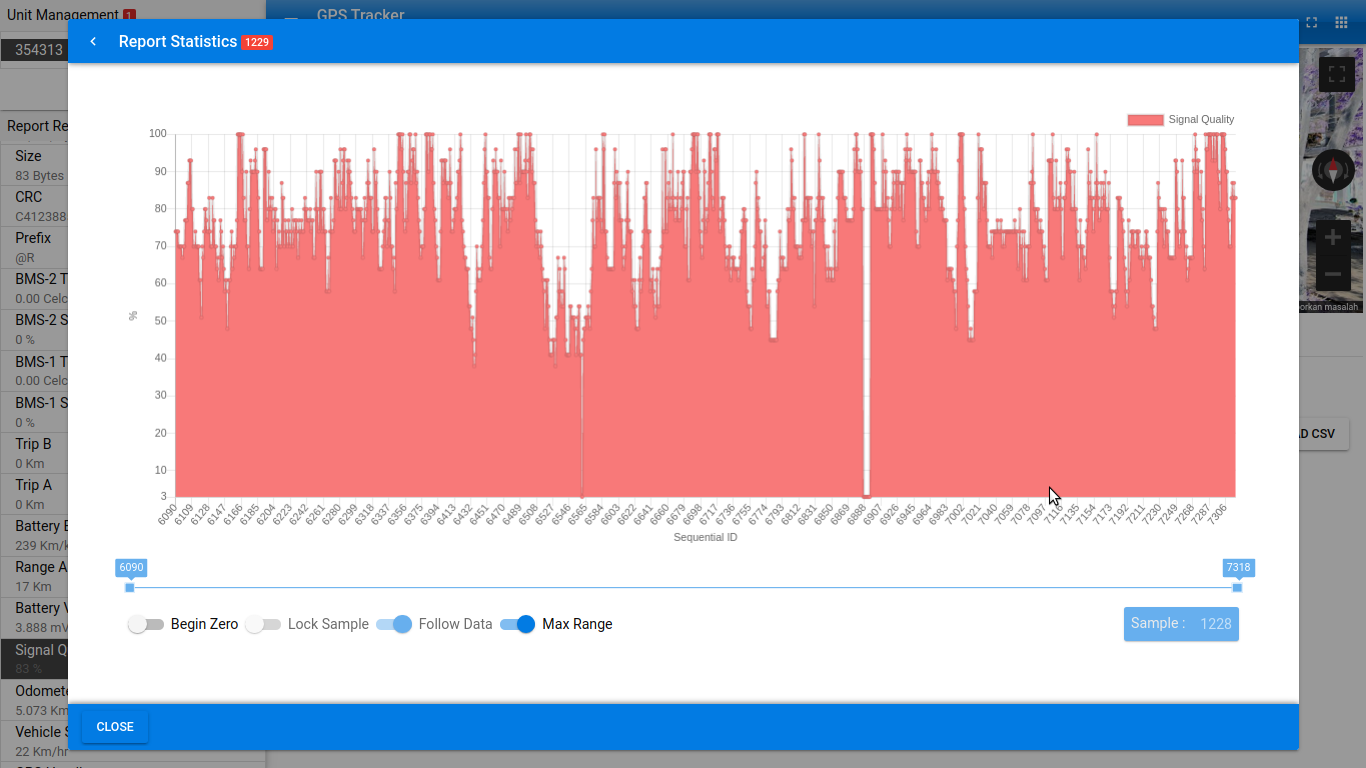 Unit Management 1
GPS Tracker
354313
Report Statistics 1229
Report Re
Size
83 Bytes
CRC
C412388
Prefix
@R
BMS-2 T
0.00 Celc
BMS-2 S
0 %
BMS-1 T
0.00 Celc
BMS-1 S
0 %
Trip B
0 Km
Trip A
0 Km
Battery E
239 Km/k
Range A
17 Km
Battery V
3.888 mV
Signal Q
83 %
Odomete
5.073 Km
Vehicle S
22 Km/hr
Signal Quality
100
90
80
70
60
50
40
30
20
10
3
%
6090 6109 6128 6147 6166 6185 6204 6223 6242 6261 6280 6299 6318 6337 6356 6375 6394 6413 6432 6451 6470 6489 6508 6527 6546 6565 6584 6603 6622 6641 6660 6679 6698 6717 6736 6755 6774 6793 6812 6831 6850 6869 6888 6907 6926 6945 6964 6983 7002 7021 7040 7059 7078 7097 7116 7135 7154 7173 7192 7211 7230 7249 7268 7287 7306
Sequential ID
6090 7318
Begin Zero Lock Sample Follow Data Max Range
Sample : 1228
CLOSE
porkan masalah
AD CSV